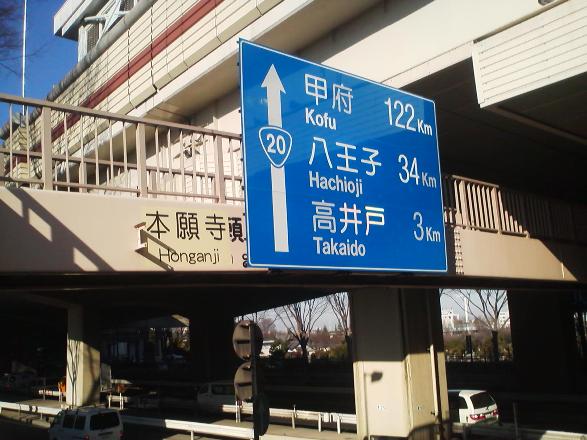 甲府 122Km
Kofu
20
八王子 34Km
Hachioji
高井戸 3Km
Takaido
本願寺
Honganji